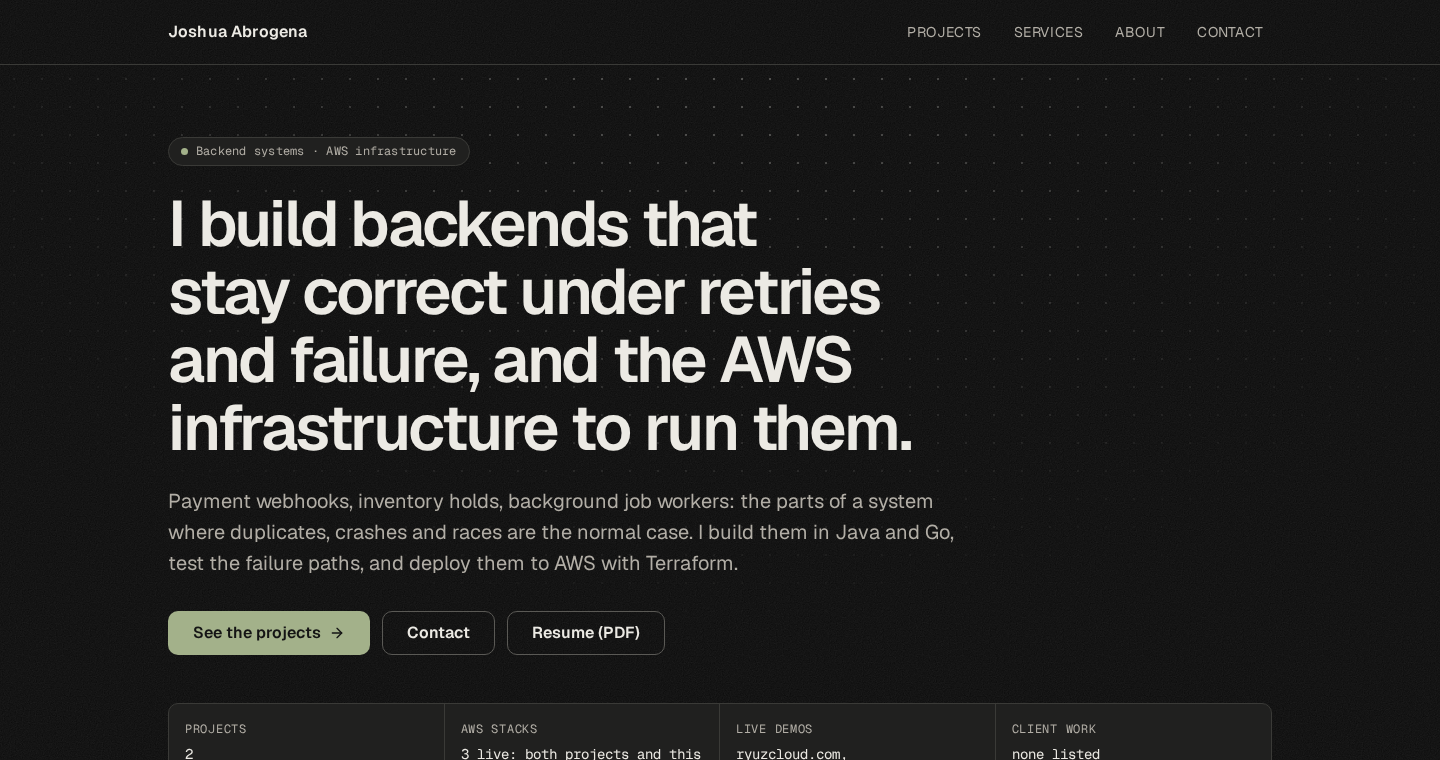 Joshua Abrogena
PROJECTS SERVICES ABOUT CONTACT
Backend systems · AWS infrastructure
I build backends that
stay correct under retries
and failure, and the AWS
infrastructure to run them.
Payment webhooks, inventory holds, background job workers: the parts of a system
where duplicates, crashes and races are the normal case. I build them in Java and Go,
test the failure paths, and deploy them to AWS with Terraform.
See the projects →
Contact
Resume (PDF)
PROJECTS
2
AWS STACKS
3 live: both projects and this
LIVE DEMOS
ryuzcloud.com,
CLIENT WORK
none listed